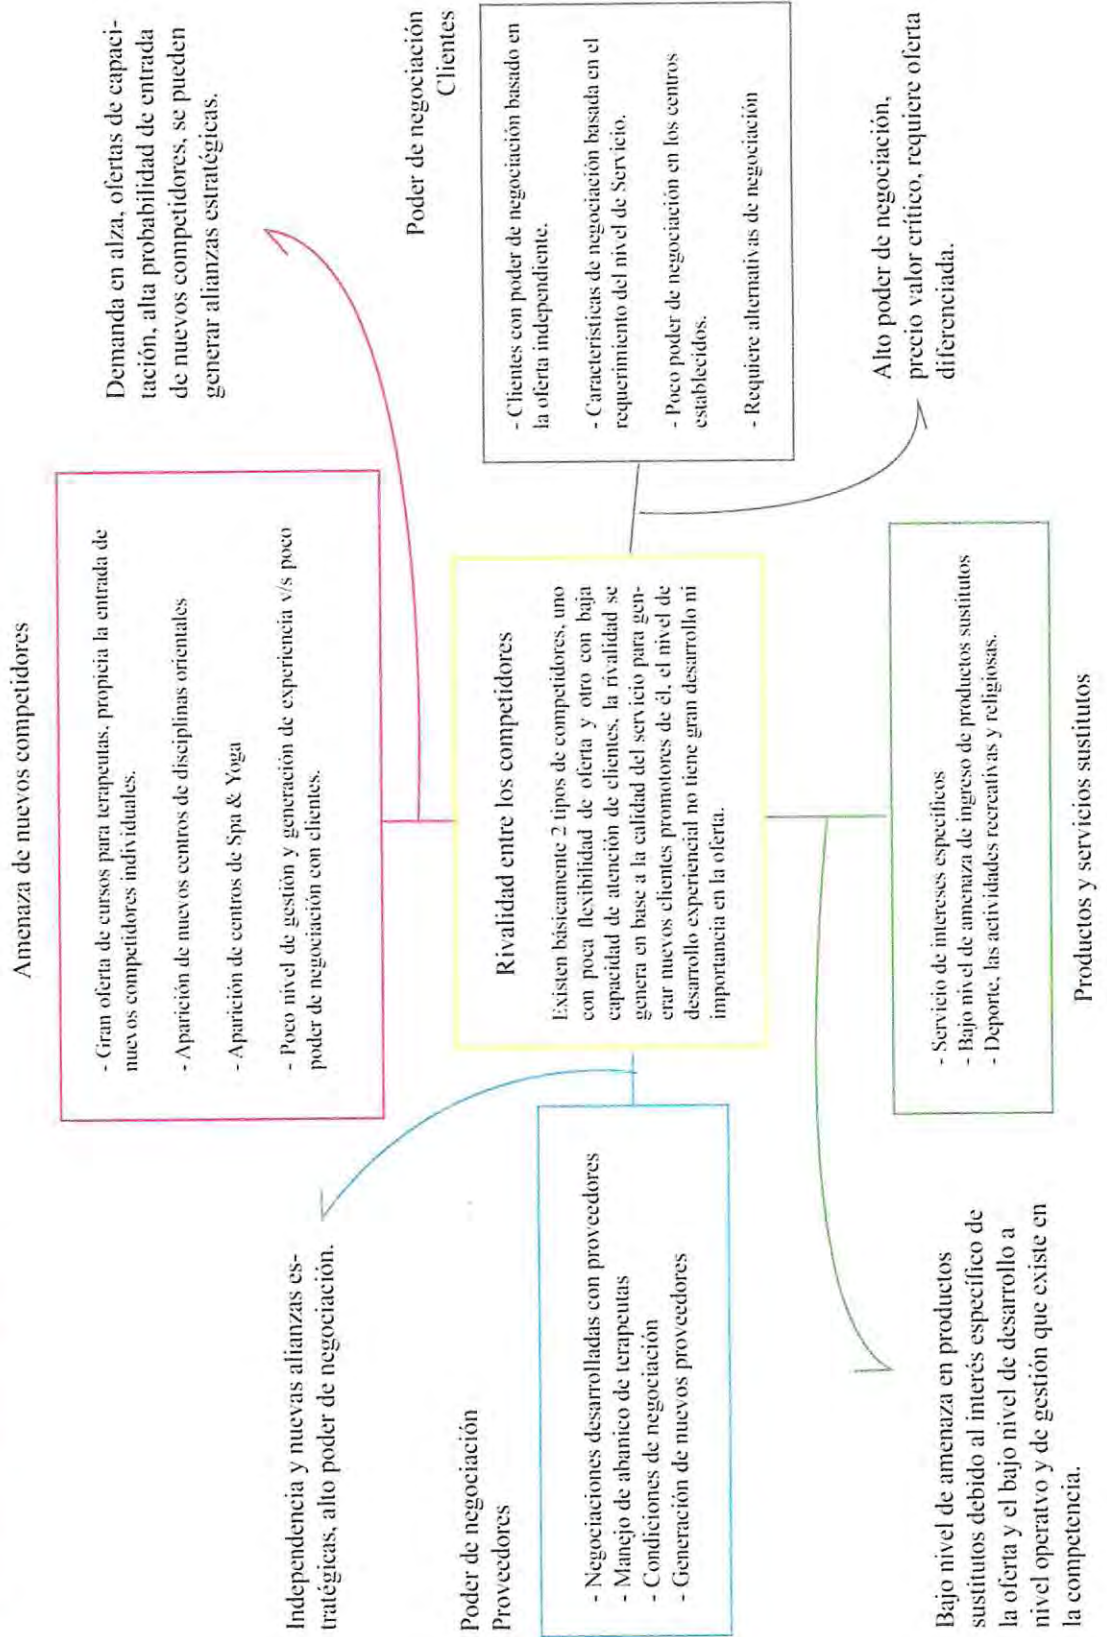 Amenaza de nuevos competidores
- Gran oferta de cursos para terapeutas, propicia la entrada de
nuevos competidores individuales.
- Aparición de nuevos centros de disciplinas orientales
- Aparición de centros de Spa & Yoga
- Poco nivel de gestión y generación de experiencia v/s poco
poder de negociación con clientes.
Demanda en alza, ofertas de capaci-
tación, alta probabilidad de entrada
de nuevos competidores, se pueden
generar alianzas estratégicas.
Independencia y nuevas alianzas es-
tratégicas, alto poder de negociación.
Poder de negociación
Proveedores
- Negociaciones desarrolladas con proveedores
- Manejo de abanico de terapeutas
- Condiciones de negociación
- Generación de nuevos proveedores
Rivalidad entre los competidores
Existen básicamente 2 tipos de competidores, uno
con poca flexibilidad de oferta y otro con baja
capacidad de atención de clientes, la rivalidad se
genera en base a la calidad del servicio para gen-
erar nuevos clientes promotores de él, el nivel de
desarrollo experiencial no tiene gran desarrollo ni
importancia en la oferta.
Poder de negociación
Clientes
- Clientes con poder de negociación basado en
la oferta independiente.
- Características de negociación basada en el
requerimiento del nivel de Servicio.
- Poco poder de negociación en los centros
establecidos.
- Requiere alternativas de negociación
Alto poder de negociación,
precio valor crítico, requiere oferta
diferenciada.
- Servicio de intereses específicos
- Bajo nivel de amenaza de ingreso de productos sustitutos
- Deporte, las actividades recreativas y religiosas.
Productos y servicios sustitutos
Bajo nivel de amenaza en productos
sustitutos debido al interés específico de
la oferta y el bajo nivel de desarrollo a
nivel operatvo y de gestión que existe en
la competencia.